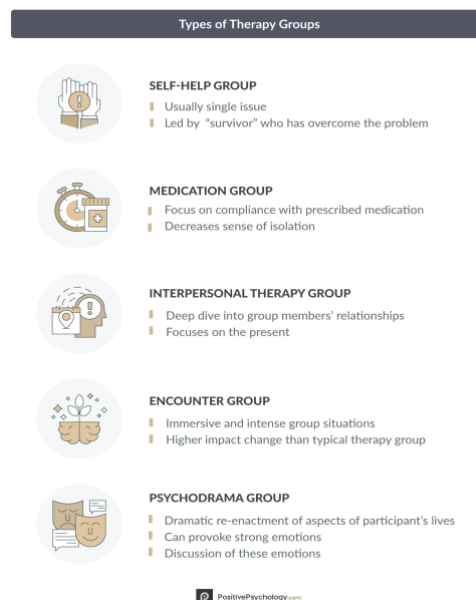 Types of Therapy Groups
SELF-HELP GROUP
Usually single issue
Led by “survivor” who has overcome the problem
MEDICATION GROUP
Focus on compliance with prescribed medication
Decreases sense of isolation
INTERPERSONAL THERAPY GROUP
Deep dive into group members’ relationships
Focuses on the present
ENCOUNTER GROUP
Immersive and intense group situations
Higher impact change than typical therapy group
PSYCHODRAMA GROUP
Dramatic re-enactment of aspects of participant’s lives
Can provoke strong emotions
Discussion of these emotions
PositivePsychology.com